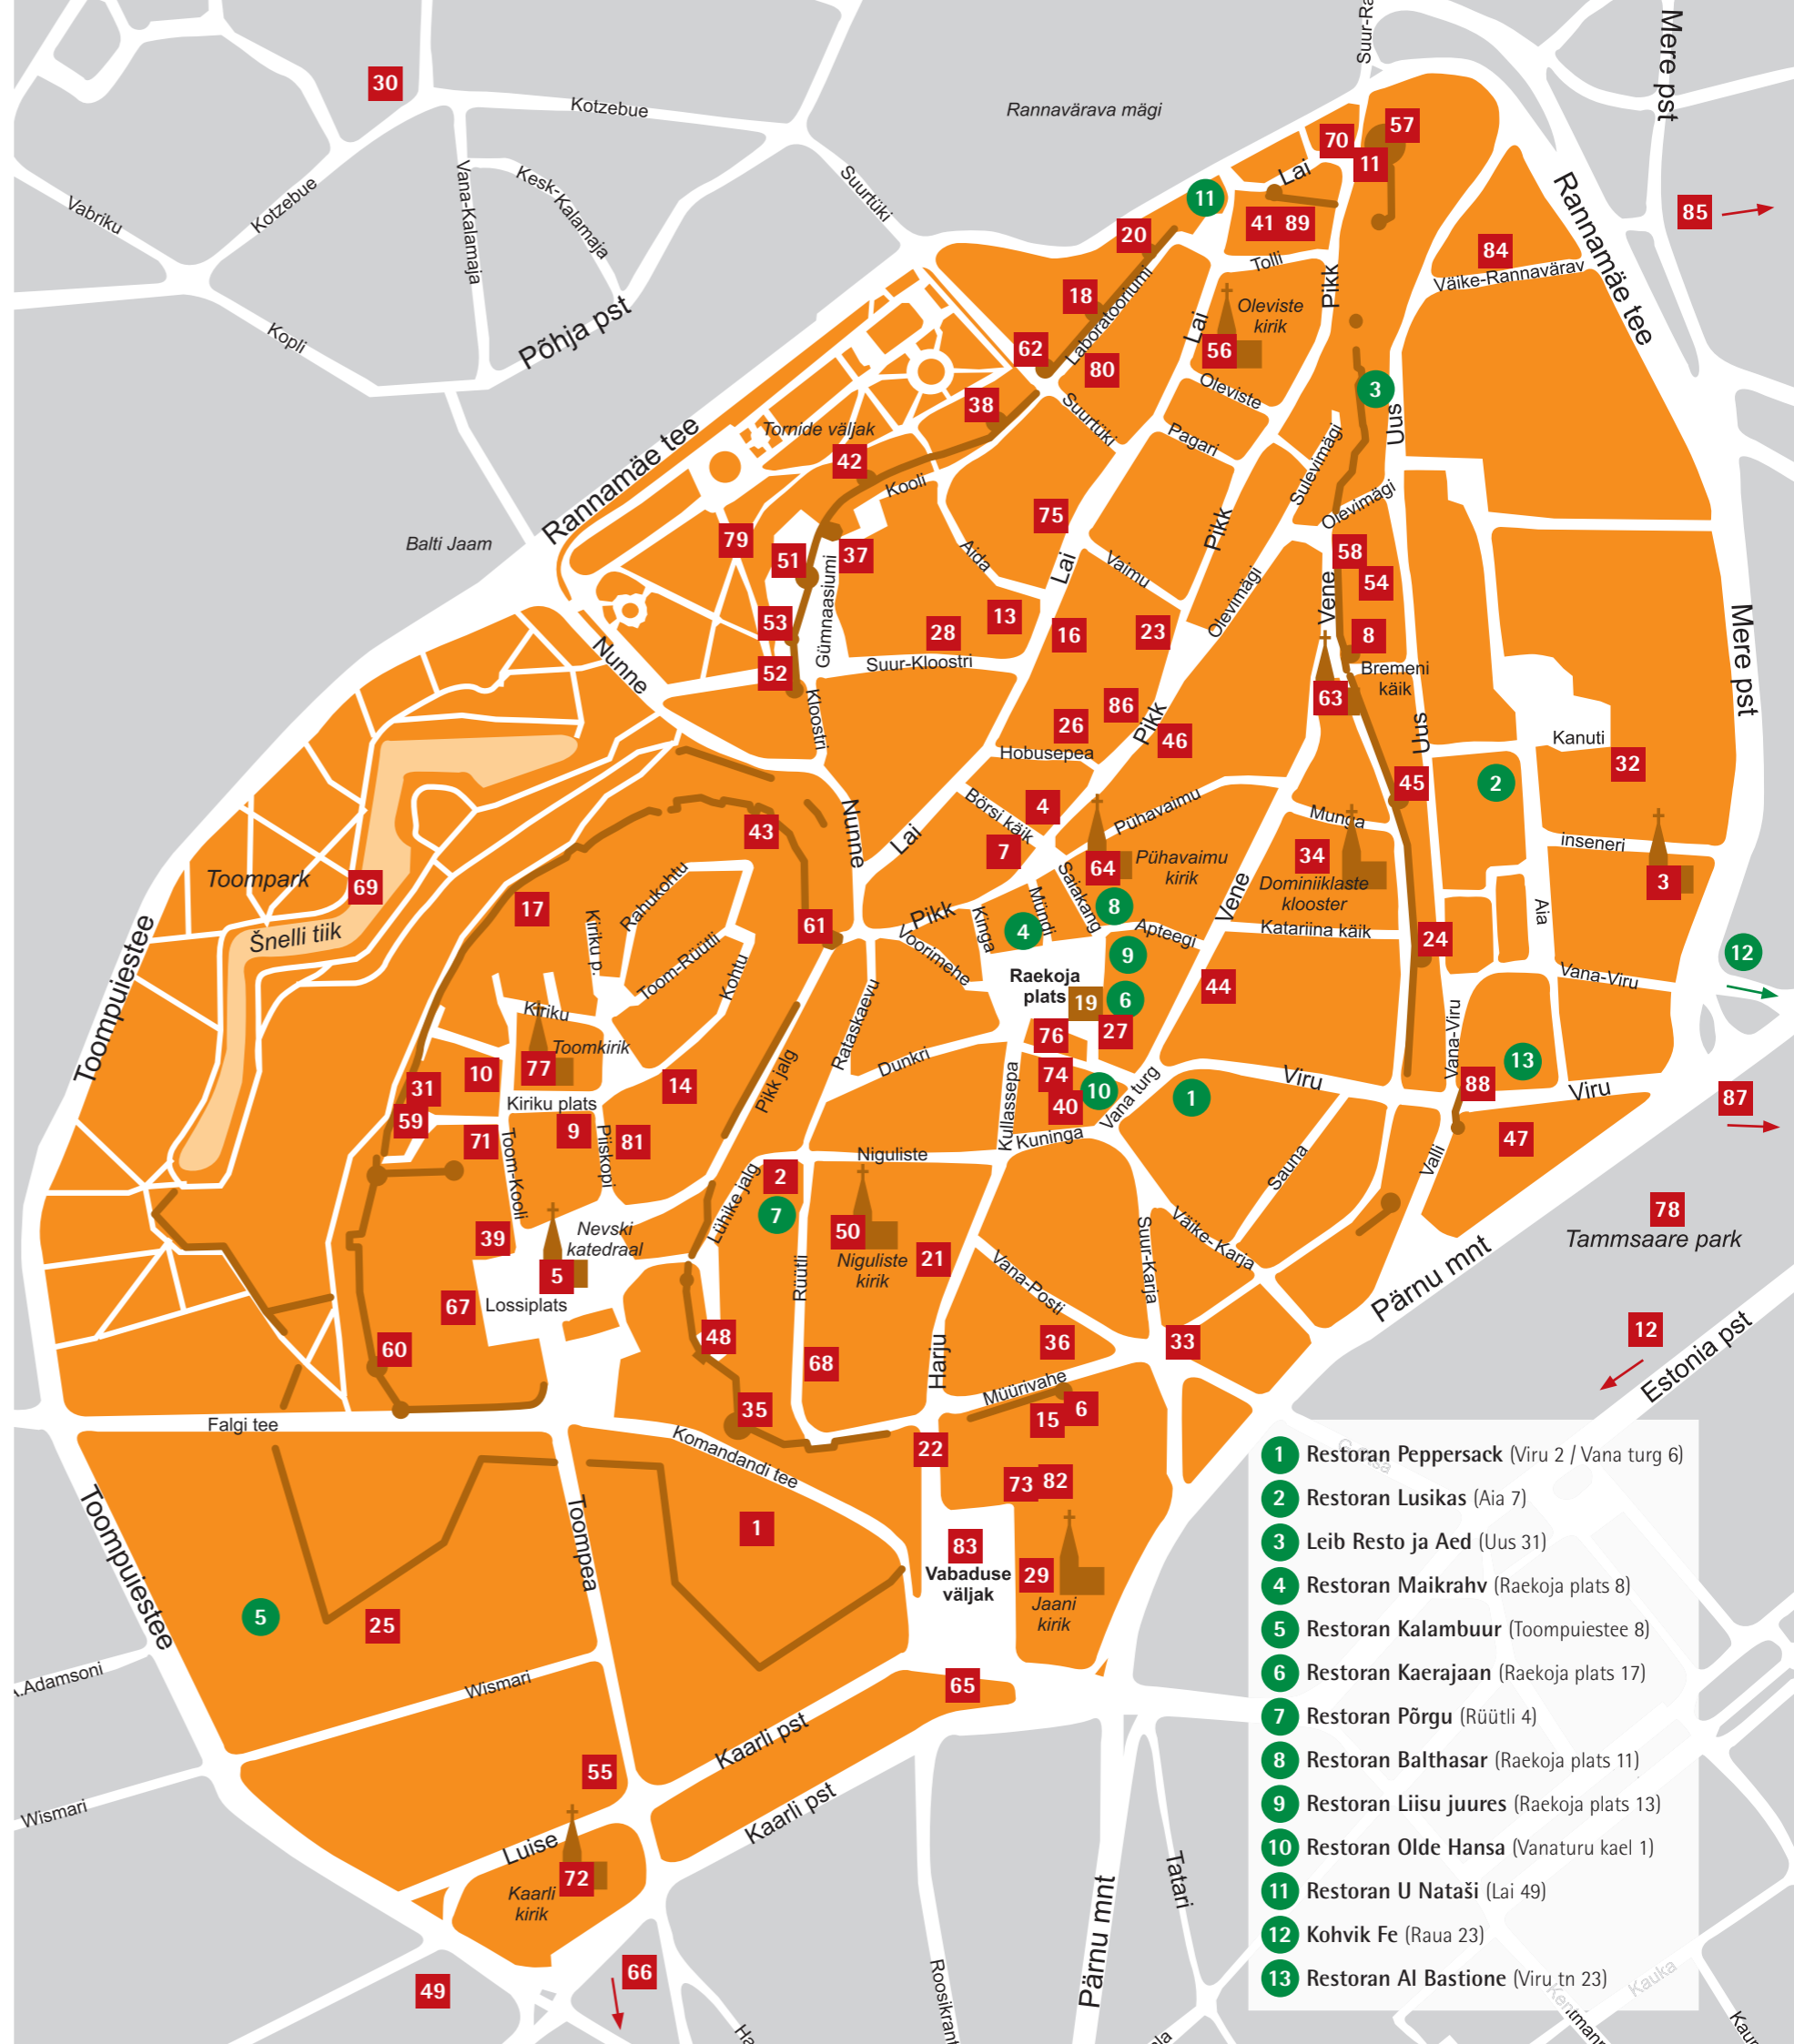 Suur-Ra
Mere pst
30
Kotzebue
Rannavärava mägi
57
70
11
Lai
Vana-Kalamaja
Kesk-Kalamaja
Suurtüki
Rannamäe tee
Vabriku
Kotzebue
11
41 89
85
20
Tolli
84
Väike-Rannavärav
18
Laboratooriumi
Pikk
Oleviste
kirik
Lai
Kopli
Põhja pst
62
80
56
Oleviste
3
Uus
38
Suurtüki
Tornide väljak
Pagari
Sulevimägi
Rannamäe tee
42
Kooli
Olevimägi
75
Pikk
Balti Jaam
79
51
37
Aida
Lai
Vaimu
58
54
Gümnaasiumi
Olevimägi
Vene
Mere pst
53
28
13
16
23
8
Nunne
52
Suur-Kloostri
Bremeni
käik
Kloostri
63
86
26
Pikk
46
Uus
Kanuti
Hobusepea
32
45
2
43
Nunne
Lai
Börsi käik
4
Pühavaimu
Munga
inseneri
7
64
Pühavaimu
kirik
34
Dominiiklaste
klooster
3
Toompark
69
17
Rahukohtu
Saiakang
8
Vene
Aia
Šnelli tiik
Kiriku p.
61
Pikk
Kinga
Mündi
4
Apteegi
Katariina käik
24
12
Toom-Rüütli
Kohtu
Voorimehe
9
Raekoja
plats
19
6
44
Vana-Viru
Toompuiestee
Kiriku
Toomkirik
Rataskaevu
76
27
Vana-Viru
13
10
77
14
Pikk jalg
Dunkri
74
10
Viru
88
Viru
31
Kiriku plats
Kullassepa
40
Vana turg
1
87
59
71
9
81
Kuninga
47
Toom-Kooli
Piiskopi
Niguliste
Sauna
Valli
2
Lühike jalg
7
78
Tammsaare park
39
Nevski
katedraal
50
Niguliste
kirik
21
Suur-Karja
Väike-Karja
5
Rüütli
Vana-Posti
Pärnu mnt
67
Lossiplats
60
48
68
Harju
36
33
12
Estonia pst
Müürivahe
35
15
6
Falgi tee
22
Komandandi tee
73
82
Toompuiestee
Toompea
1
83
Vabaduse
väljak
29
Jaani
kirik
5
25
Wismari
65
Kaarli pst
Wismari
55
Kaarli pst
Luise
72
Kaarli
kirik
Tatari
Pärnu mnt
49
66
Roosikrant
Kauka
1 Restoran Peppersack (Viru 2 / Vana turg 6)
2 Restoran Lusikas (Aia 7)
3 Leib Resto ja Aed (Uus 31)
4 Restoran Maikrahv (Raekoja plats 8)
5 Restoran Kalambuur (Toompuiestee 8)
6 Restoran Kaerajaan (Raekoja plats 17)
7 Restoran Põrgu (Rüütli 4)
8 Restoran Balthasar (Raekoja plats 11)
9 Restoran Liisu juures (Raekoja plats 13)
10 Restoran Olde Hansa (Vanaturu kael 1)
11 Restoran U Nataši (Lai 49)
12 Kohvik Fe (Raua 23)
13 Restoran Al Bastione (Viru tn 23)